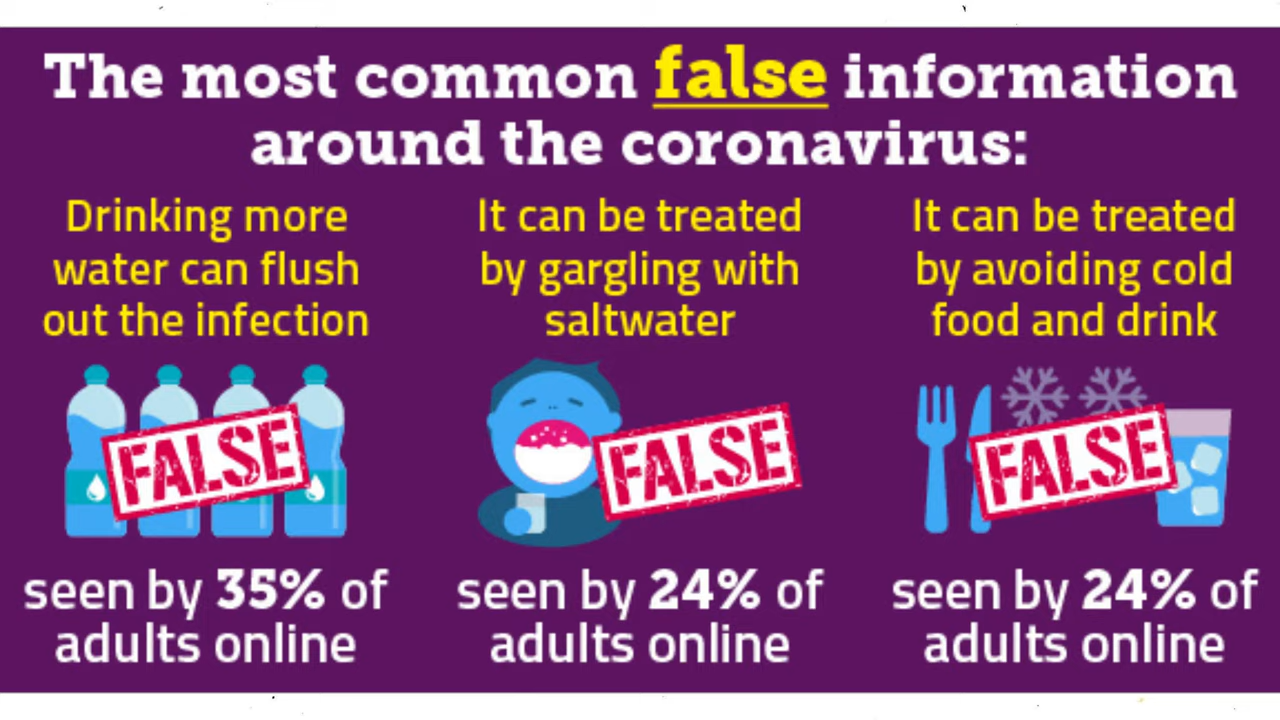 The most common false information
around the coronavirus:
Drinking more
water can flush
out the infection
FALSE
seen by 35% of
adults online
It can be treated
by gargling with
saltwater
FALSE
seen by 24% of
adults online
It can be treated
by avoiding cold
food and drink
FALSE
seen by 24% of
adults online